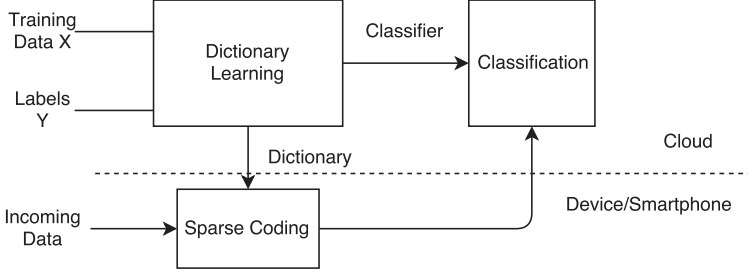 Training
Data X
Dictionary
Learning
Classifier
Classification
Labels
Y
Cloud
Dictionary
Device/Smartphone
Incoming
Data
Sparse Coding